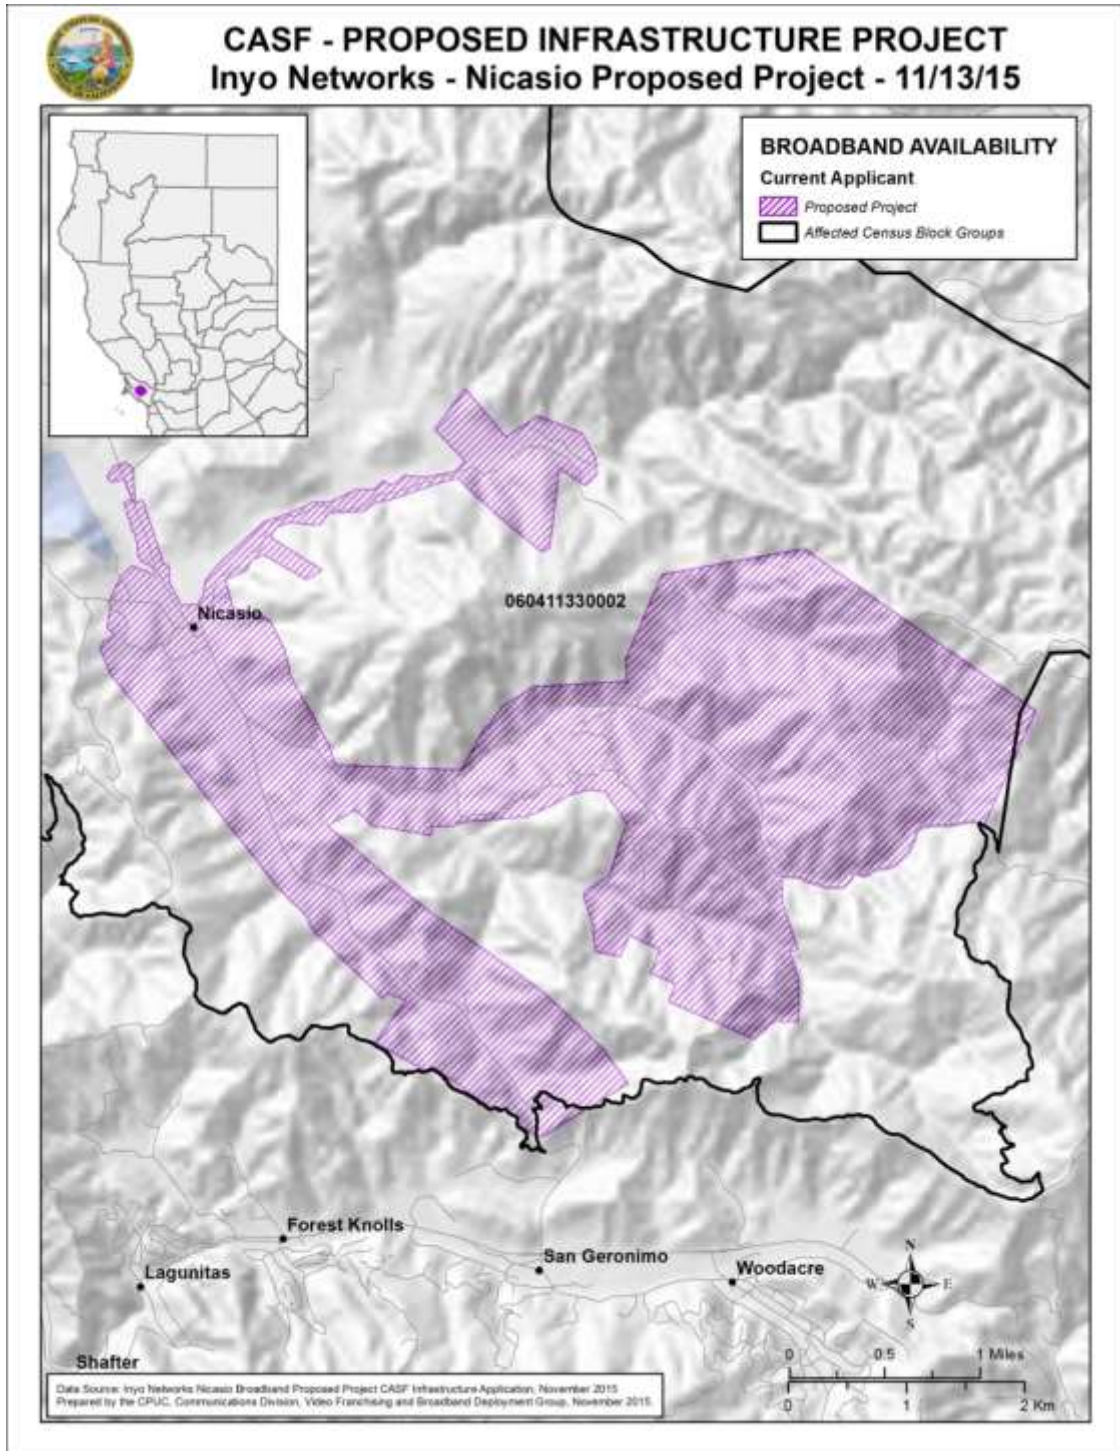 CASF - PROPOSED INFRASTRUCTURE PROJECT
Inyo Networks - Nicasio Proposed Project - 11/13/15
BROADBAND AVAILABILITY
Current Applicant
Proposed Project
Affected Census Block Groups
060411330002
Nicasio
Forest Knolls
San Geronimo
Lagunitas
Woodacre
N
W E
S
Shafter
0 0.5 1 Miles
0 1 2 Km
Data Source: Inyo Networks Nicasio Broadband Proposed Project CASF Infrastructure Application, November 2015
Prepared by the CPUC, Communications Division, Video Franchising and Broadband Deployment Group, November 2015.